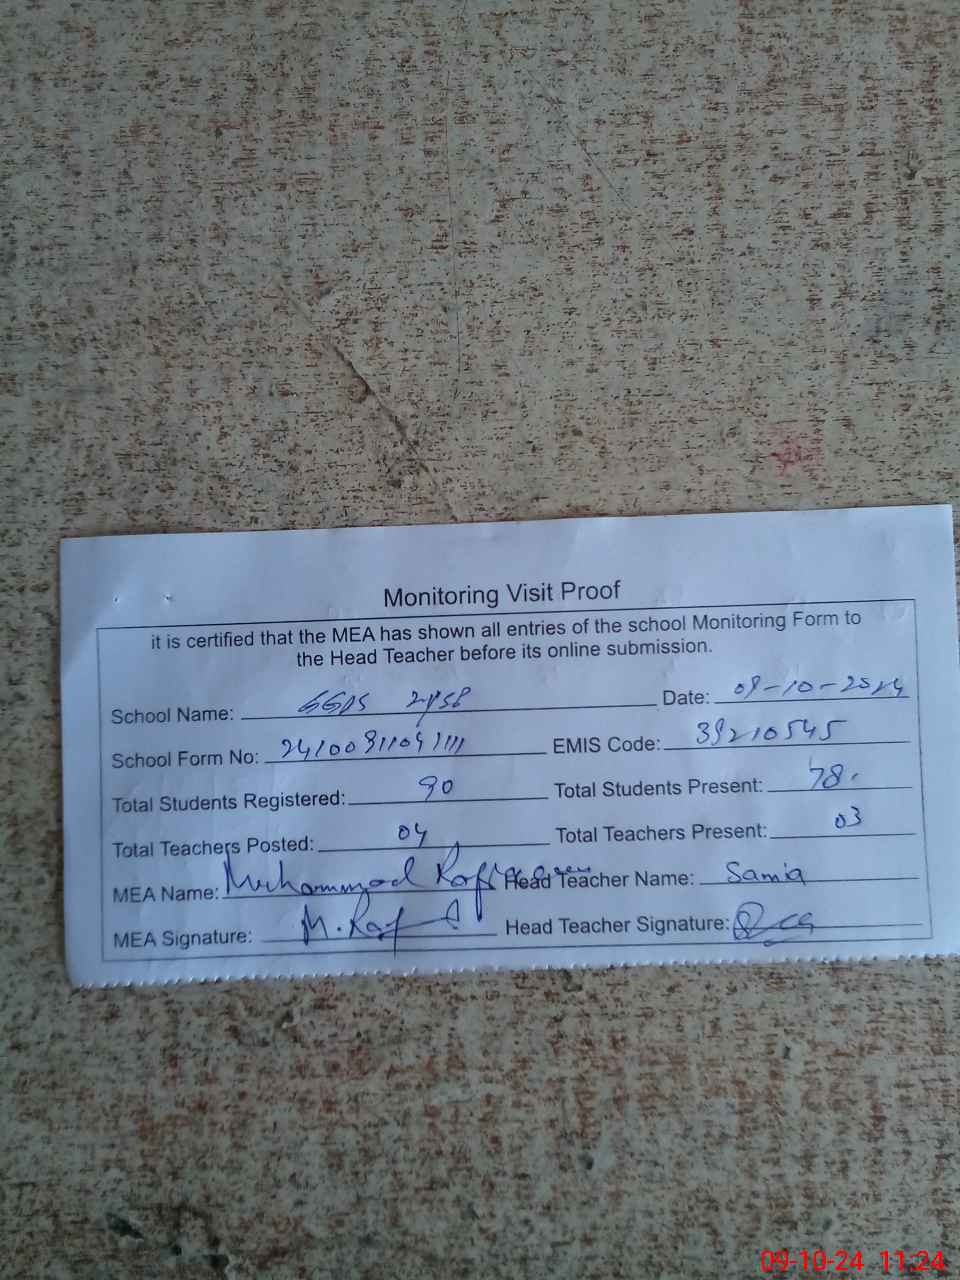 Monitoring Visit Proof
it is certified that the MEA has shown all entries of the school Monitoring Form to
the Head Teacher before its online submission.
School Name: GGPS Date: 09-10-2024
School Form No: EMIS Code: 39210545
Total Students Registered: 90 Total Students Present: 78
Total Teachers Posted: 04 Total Teachers Present: 03
MEA Name: Muhammad Head Teacher Name: Samia
MEA Signature: M. Head Teacher Signature:
09-10-24 11:24